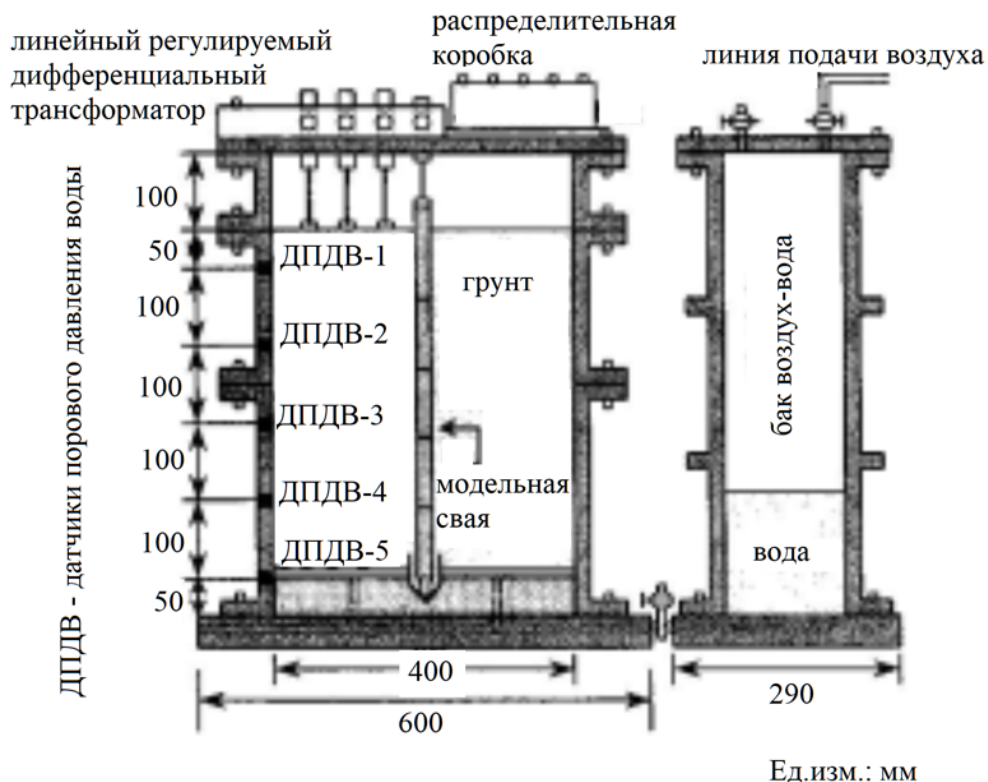 линейный регулируемый
дифференциальный
трансформатор
распределительная
коробка
линия подачи воздуха
ДПДВ - датчики порового давления воды
100
50
100
100
100
100
50
ДПДВ-1
ДПДВ-2
ДПДВ-3
ДПДВ-4
ДПДВ-5
грунт
модельная
свая
бак воздух-вода
вода
400
600
290
Ед.изм.: мм